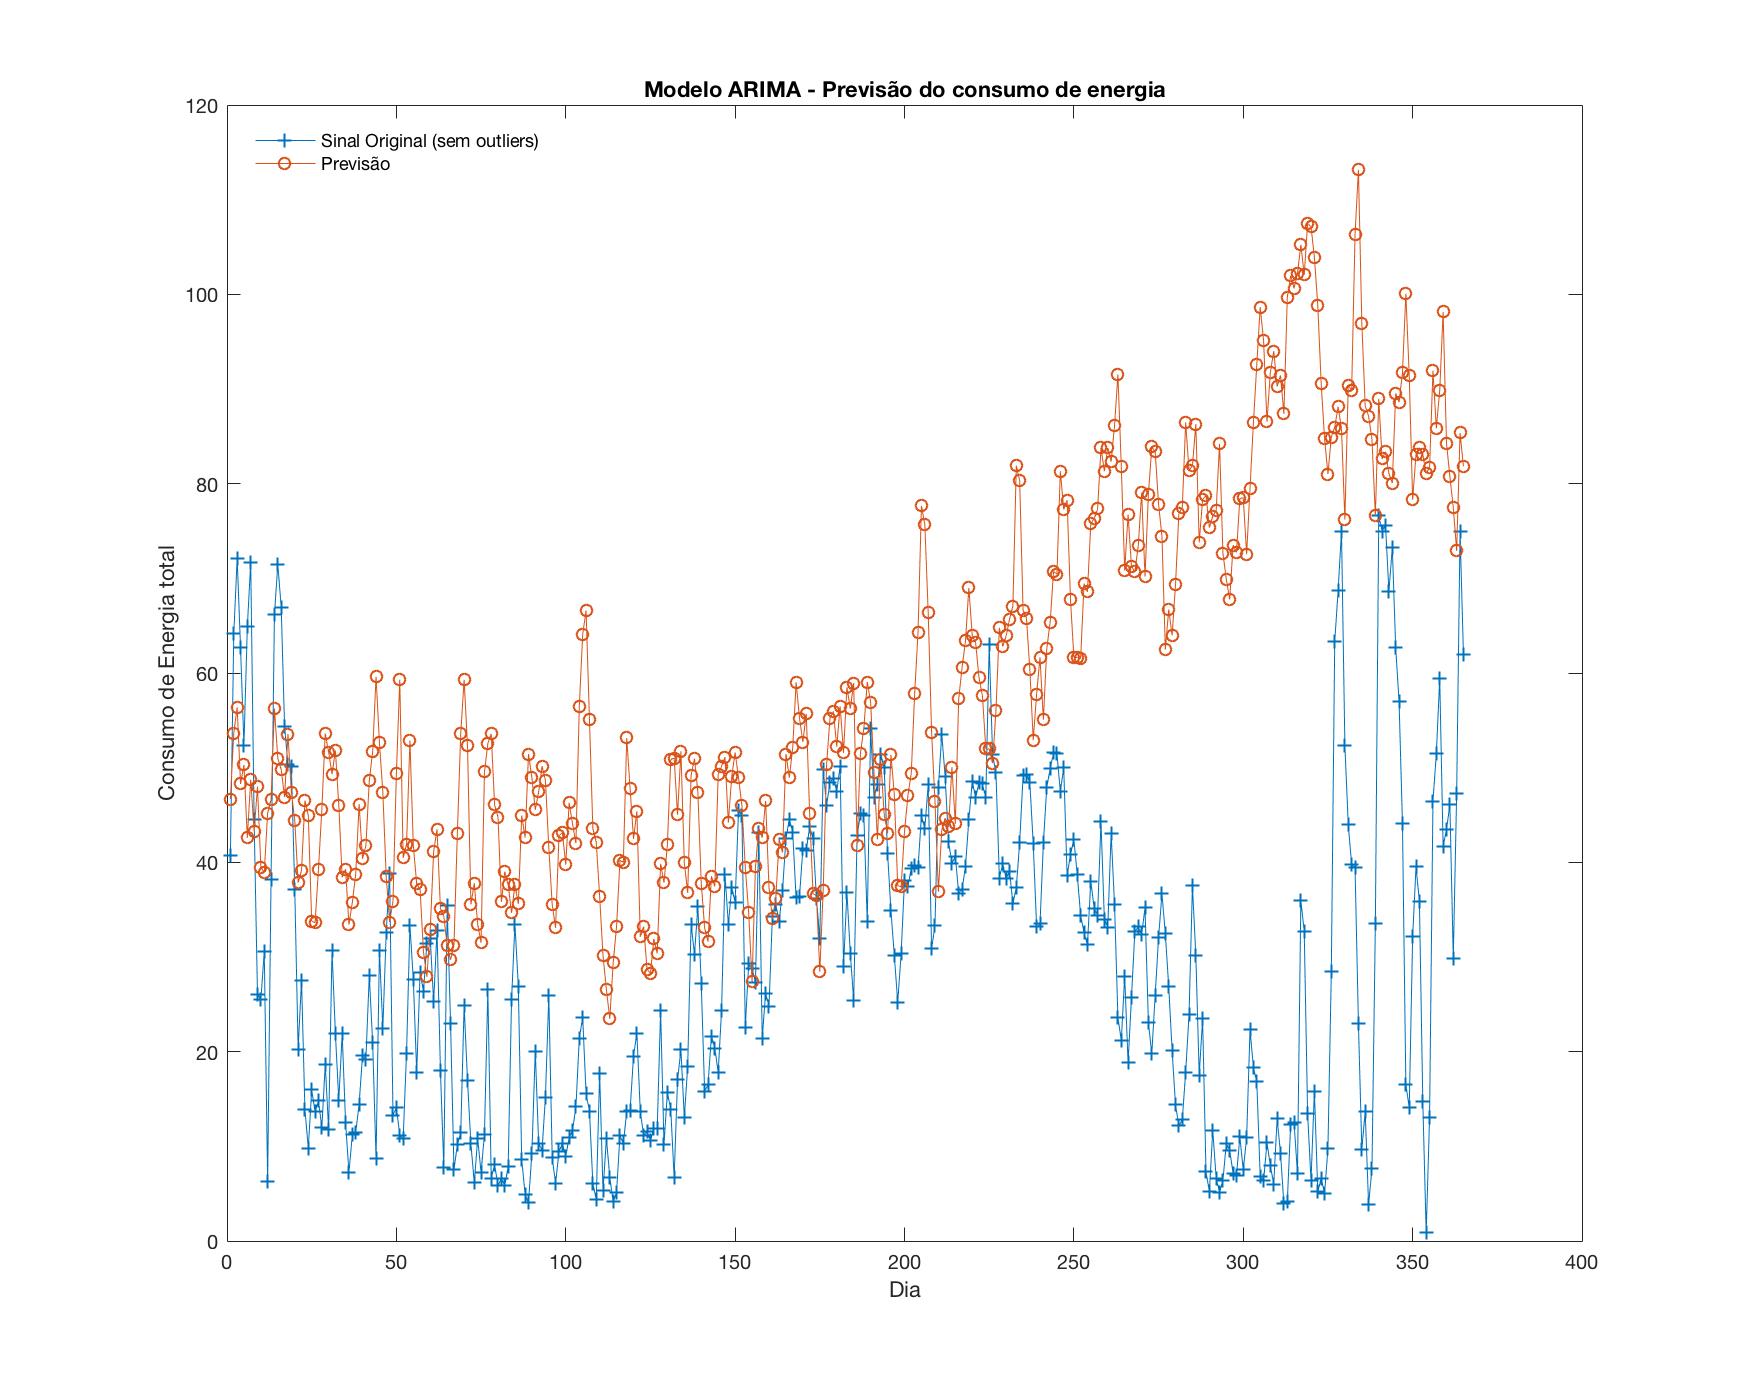 Modelo ARIMA - Previsão do consumo de energia
Sinal Original (sem outliers)
Previsão
Consumo de Energia total
120
100
80
60
40
20
0
0 50 100 150 200 250 300 350 400
Dia